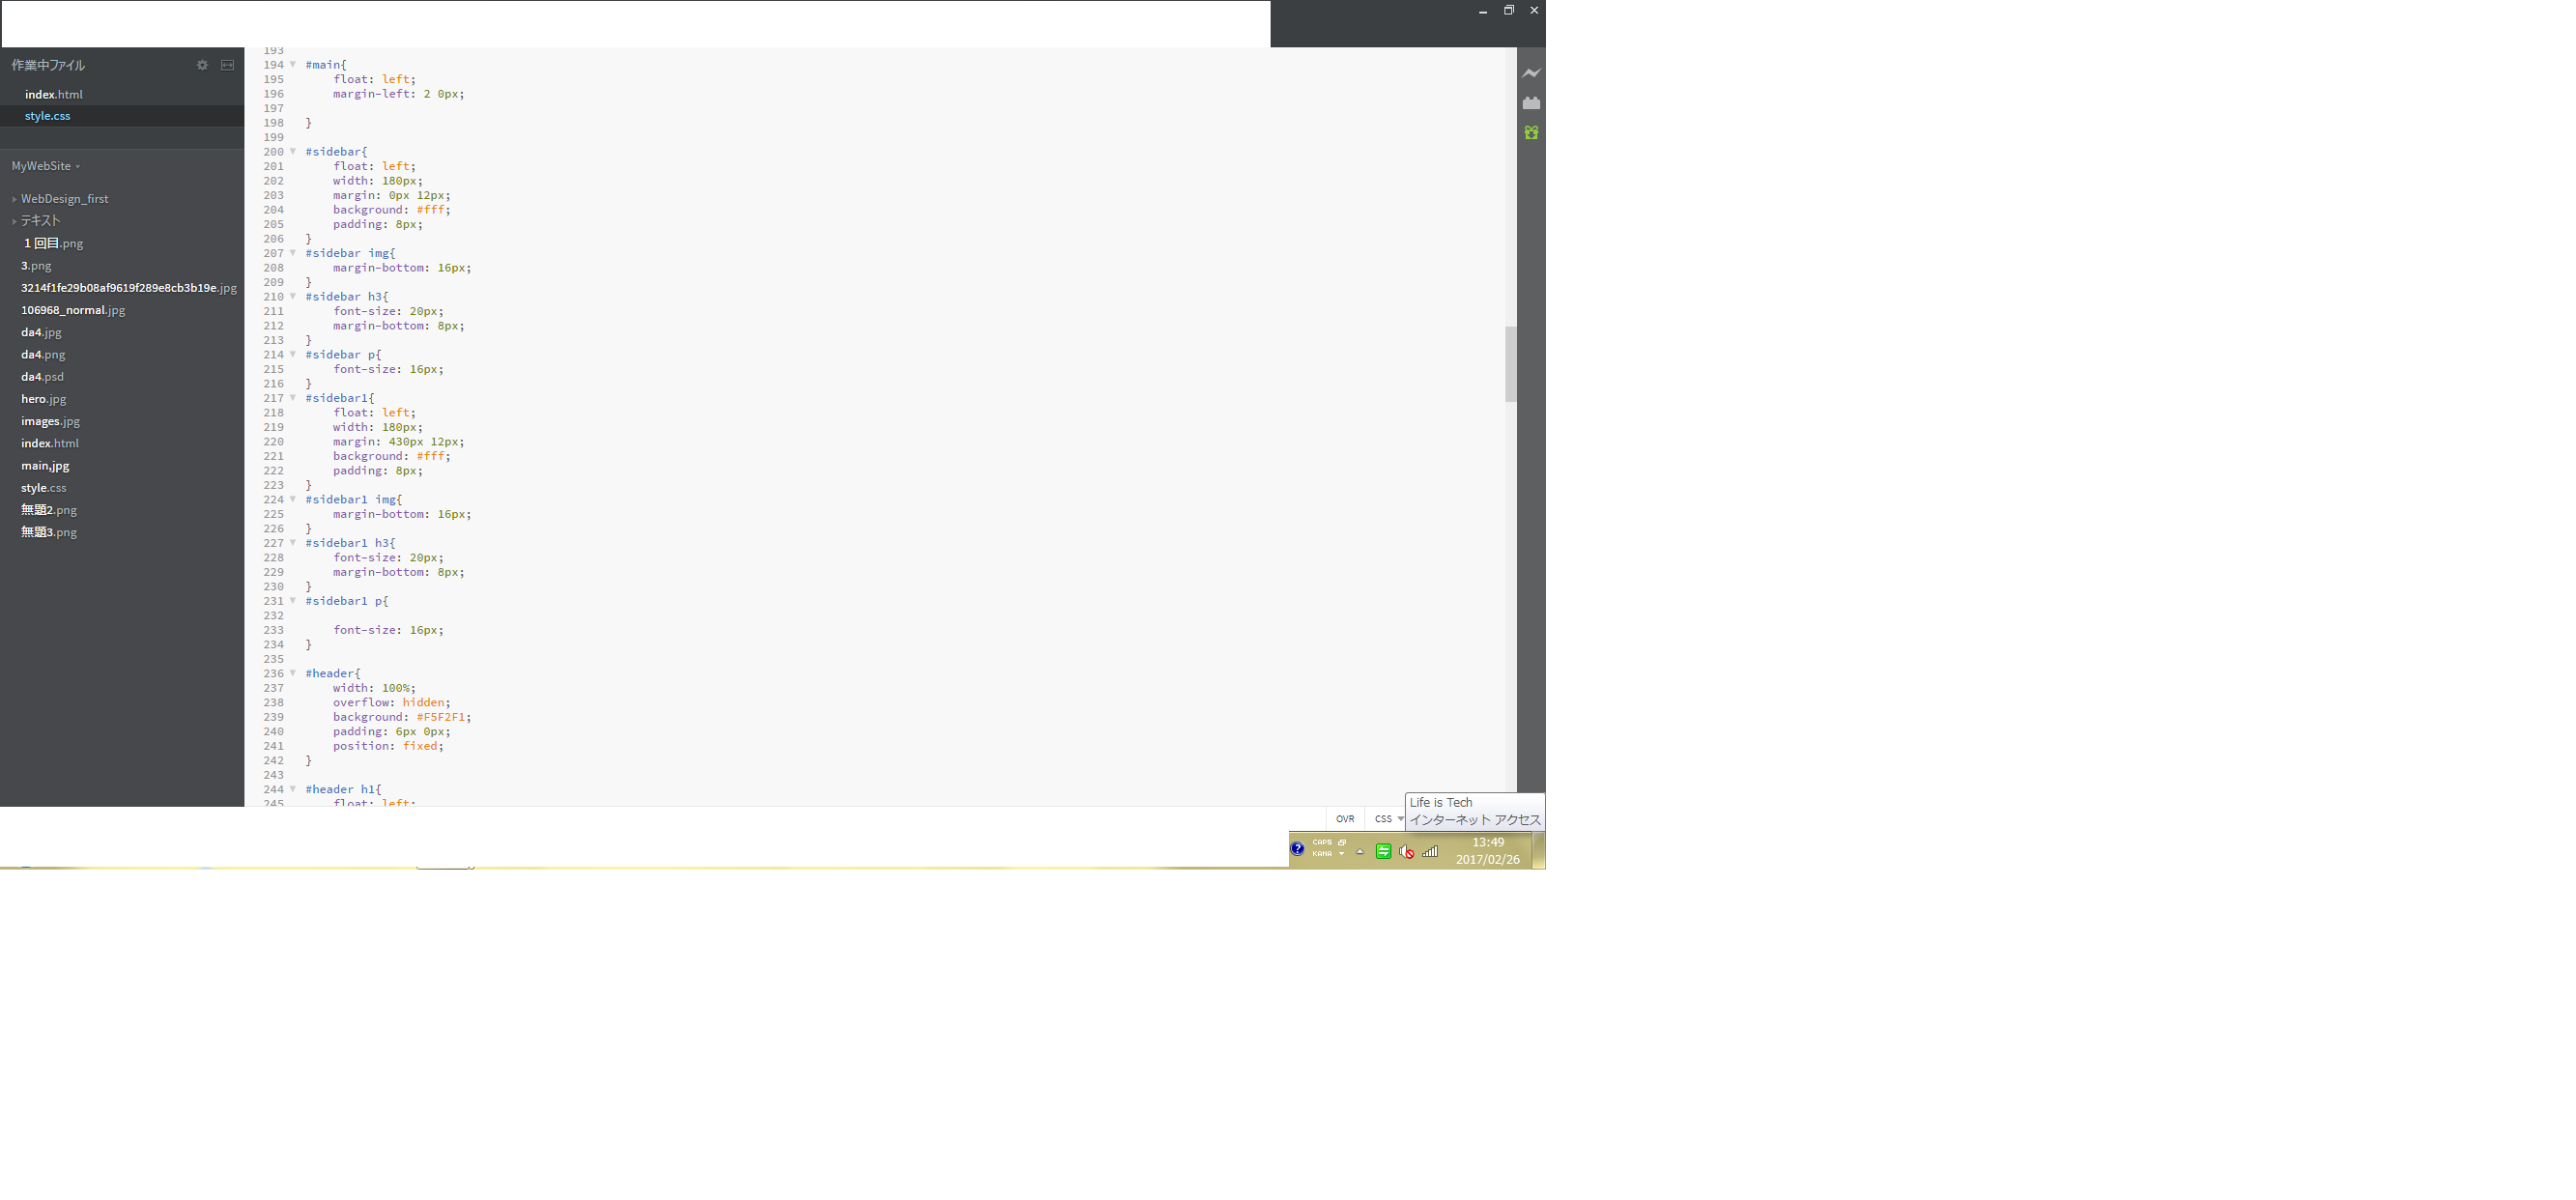 作業中ファイル
index.html
style.css
MyWebSite
WebDesign_first
テキスト
１回目.png
3.png
3214f1fe29b08af9619f289e8cb3b19e.jpg
106968_normal.jpg
da4.jpg
da4.png
da4.psd
hero.jpg
images.jpg
index.html
main,jpg
style.css
無題2.png
無題3.png
193
194 #main{
195 float: left;
196 margin-left: 2 0px;
197
198 }
199
200 #sidebar{
201 float: left;
202 width: 180px;
203 margin: 0px 12px;
204 background: #fff;
205 padding: 8px;
206 }
207 #sidebar img{
208 margin-bottom: 16px;
209 }
210 #sidebar h3{
211 font-size: 20px;
212 margin-bottom: 8px;
213 }
214 #sidebar p{
215 font-size: 16px;
216 }
217 #sidebar1{
218 float: left;
219 width: 180px;
220 margin: 430px 12px;
221 background: #fff;
222 padding: 8px;
223 }
224 #sidebar1 img{
225 margin-bottom: 16px;
226 }
227 #sidebar1 h3{
228 font-size: 20px;
229 margin-bottom: 8px;
230 }
231 #sidebar1 p{
232
233 font-size: 16px;
234 }
235
236 #header{
237 width: 100%;
238 overflow: hidden;
239 background: #F5F2F1;
240 padding: 6px 0px;
241 position: fixed;
242 }
243
244 #header h1{
245 float: left;
OVR CSS
Life is Tech
インターネット アクセス
CAPS
KANA
13:49
2017/02/26